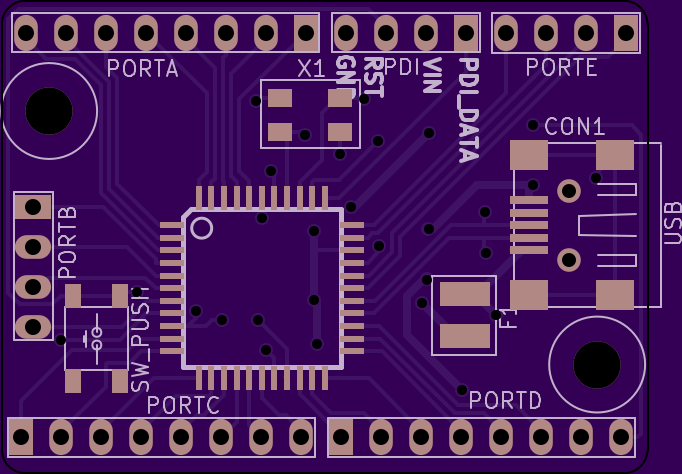 PORTA
X1
GND
RST
PDI
VIN
PDI_DATA
PORTE
CON1
USB
PORTB
SW_PUSH
F1
PORTC
PORTD